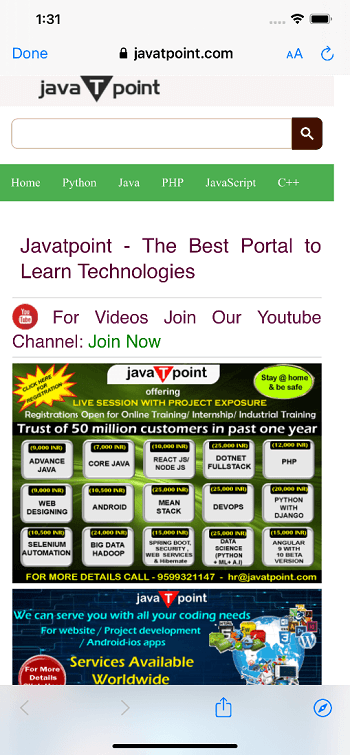 1:31
Done
javatpoint.com
AA
java T point
Home Python Java PHP JavaScript C++
Javatpoint - The Best Portal to
Learn Technologies
You
Tube
For Videos Join Our Youtube
Channel: Join Now
CLICK HERE
FOR
REGISTRATION
java T point
Stay @ home
& be safe
offering
LIVE SESSION WITH PROJECT EXPOSURE
Registration Open for Online Training/ Internship/ Industrial Training
Trust of 50 million customers in past one year
(9,000 INR) (7,000 INR) (10,000 INR) (25,000 INR) (12,000 INR)
ADVANCE
JAVA
CORE JAVA
REACT JS/
NODE JS
DOTNET
FULLSTACK
PHP
(9,000 INR) (10,500 INR) (25,000 INR) (25,000 INR) (20,000 INR)
WEB
DESIGNING
ANDROID
MEAN
STACK
DEVOPS
PYTHON
WITH
DJANGO
(10,500 INR) (24,000 INR) (15,000 INR) (25,000 INR) (15,000 INR)
SELENIUM
AUTOMATION
BIG DATA
HADOOP
SPRING BOOT,
SECURITY ,
WEB SERVICES
& Hibernate
DATA
SCIENCE
(PYTHON
+ ML+ A.I)
ANGULAR
9 WITH
10 BETA
VERSION
FOR MORE DETAILS CALL - 9599321147 - hr@javatpoint.com
java T point
We can serve you with all your coding needs
For website / Project development
/ Android-ios apps
For More
Details
Services Available
Worldwide